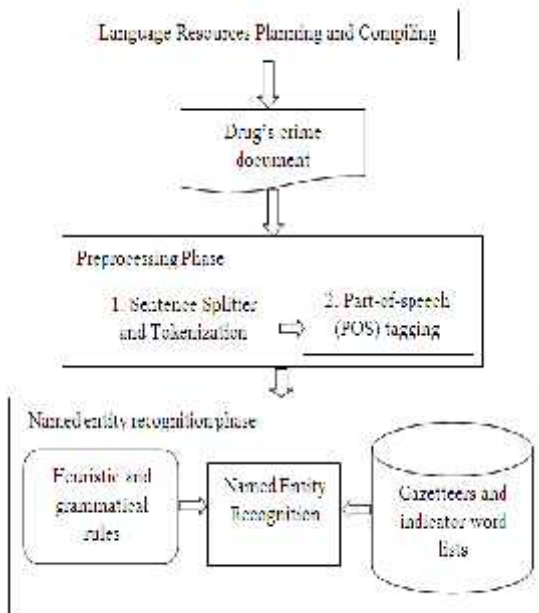 Language Resources Planning and Compiling
Drug's crime
document
Preprocessing Phase
1. Sentence Splitter
and Tokenization
2. Part-of-speech
(POS) tagging
Named entity recognition phase
Heuristic and
grammatical
rules
Named Entity
Recognition
Gazetteers and
indicator word
lists